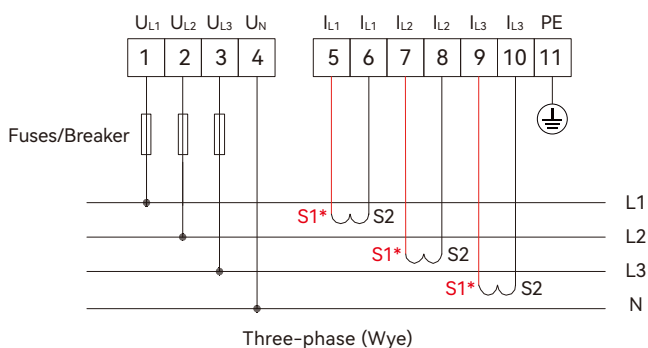 UL1 UL2 UL3 UN IL1 IL1 IL2 IL2 IL3 IL3 PE
1 2 3 4 5 6 7 8 9 10 11
Fuses/Breaker
L1
S1* S2
L2
S1* S2
L3
S1* S2
N
Three-phase (Wye)